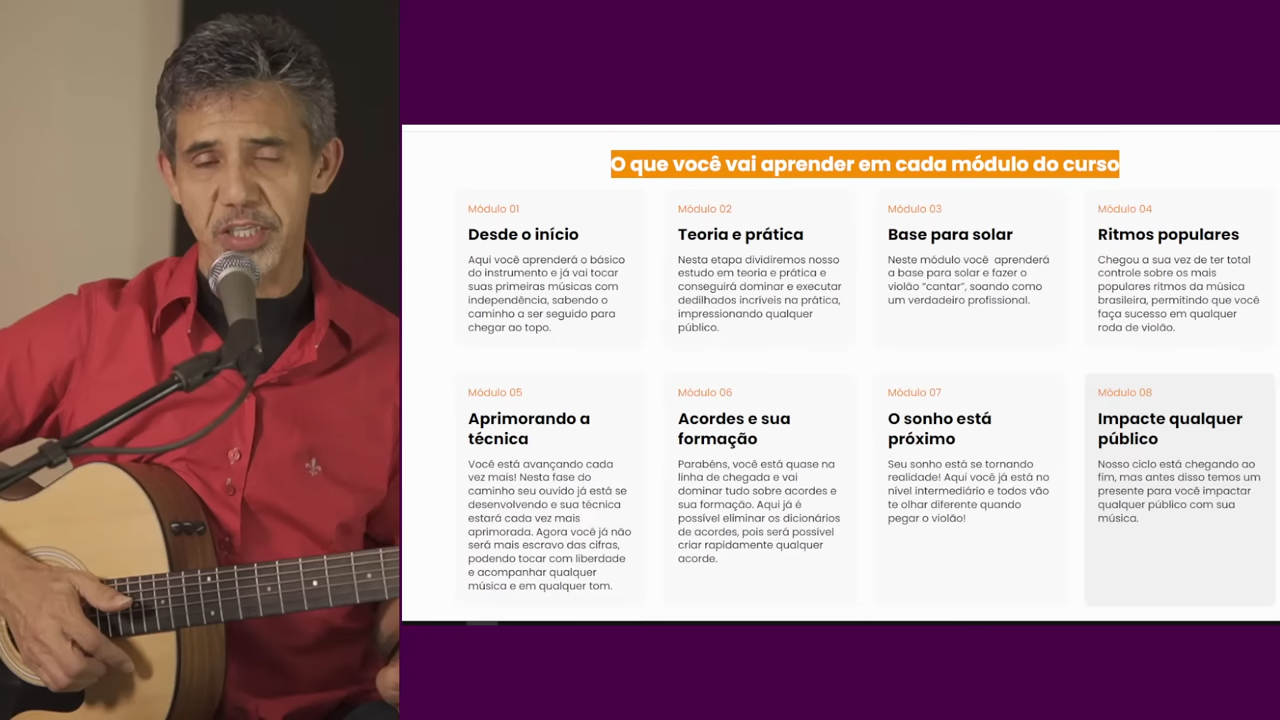 O que você vai aprender em cada módulo do curso
Módulo 01
Desde o início
Aqui você aprenderá o básico
do instrumento e já vai tocar
suas primeiras músicas com
independência, sabendo o
caminho a ser seguido para
chegar ao topo.
Módulo 02
Teoria e prática
Nesta etapa dividiremos nosso
estudo em teoria e prática e
conseguirá dominar e executar
dedilhados incríveis na prática,
impressionando qualquer
público.
Módulo 03
Base para solar
Neste módulo você aprenderá
a base para solar e fazer o
violão “cantar”, soando como
um verdadeiro profissional.
Módulo 04
Ritmos populares
Chegou a sua vez de ter total
controle sobre os mais
populares ritmos da música
brasileira, permitindo que você
faça sucesso em qualquer
roda de violão.
Módulo 05
Aprimorando a
técnica
Você está avançando cada
vez mais! Nesta fase do
caminho seu ouvido já está se
desenvolvendo e sua técnica
estará cada vez mais
aprimorada. Agora você já não
será mais escravo das cifras,
podendo tocar com liberdade
e acompanhar qualquer
música e em qualquer tom.
Módulo 06
Acordes e sua
formação
Parabéns, você está quase na
linha de chegada e vai
dominar tudo sobre acordes e
sua formação. Aqui já é
possível eliminar os dicionários
de acordes, pois será possível
criar rapidamente qualquer
acorde.
Módulo 07
O sonho está
próximo
Seu sonho está se tornando
realidade! Aqui você já está no
nível intermediário e todos vão
te olhar diferente quando
pegar o violão!
Módulo 08
Impacte qualquer
público
Nosso ciclo está chegando ao
fim, mas antes disso temos um
presente para você impactar
qualquer público com sua
música.